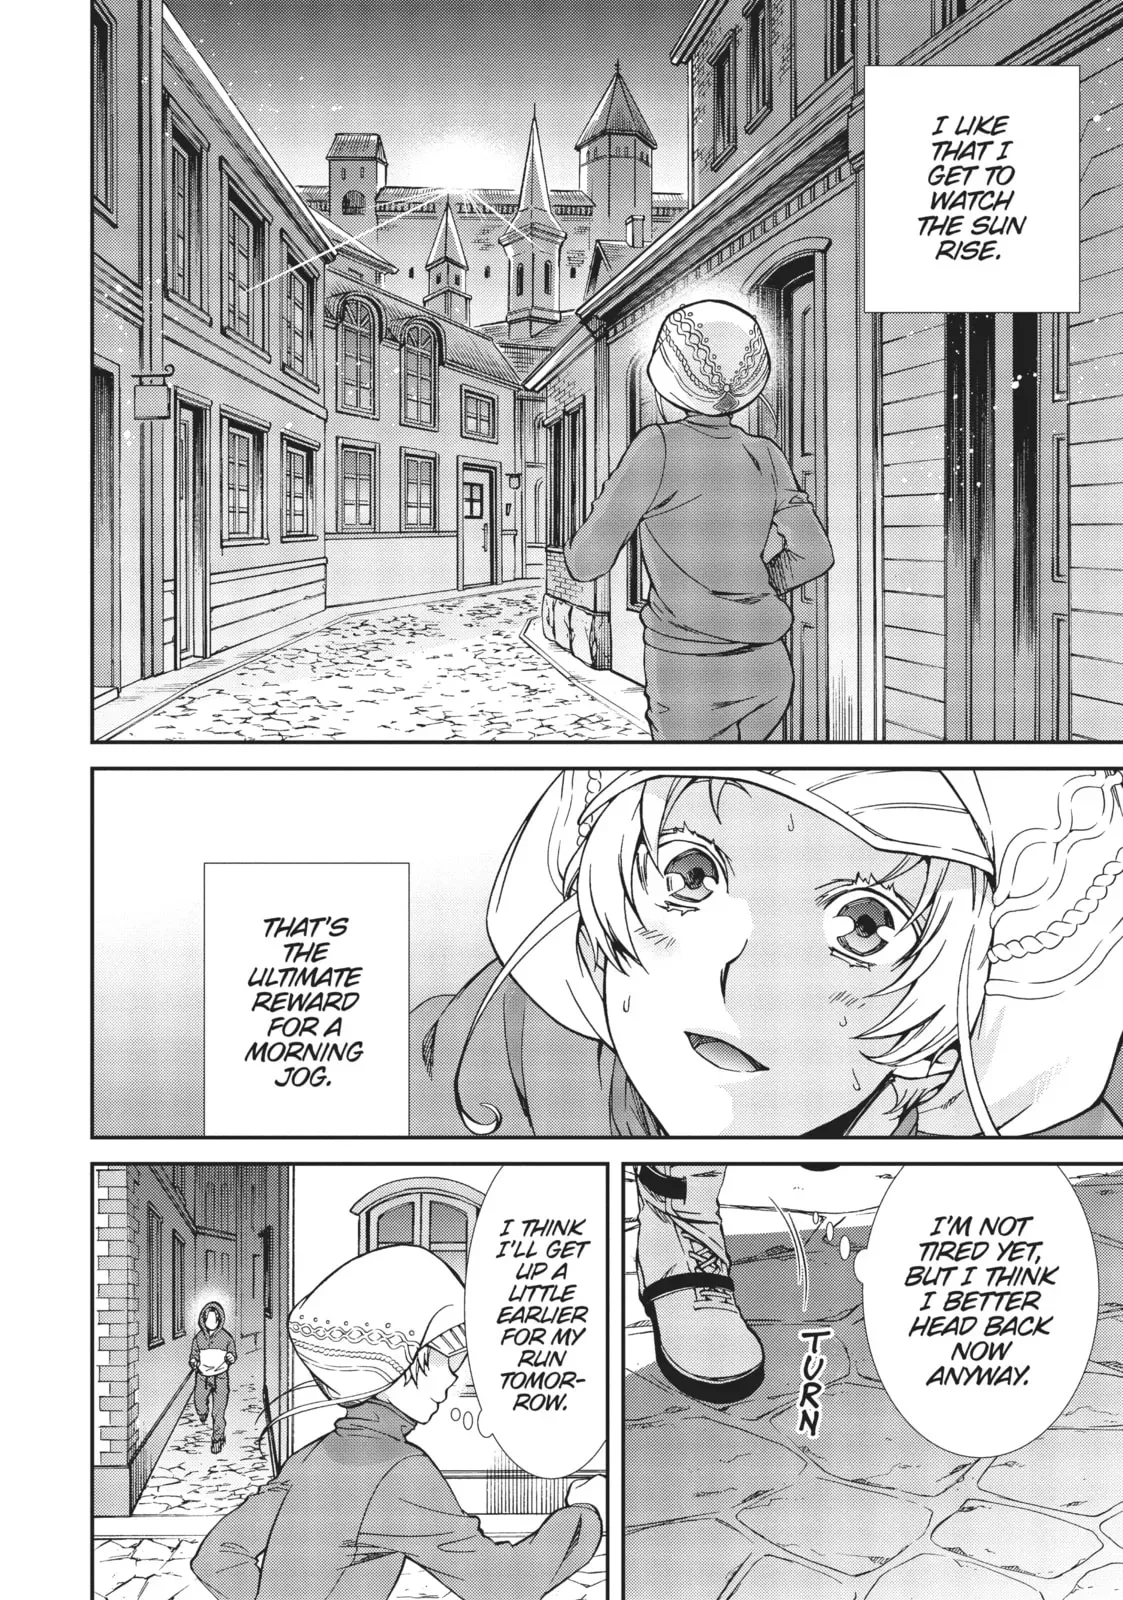 I LIKE
THAT I
GET TO
WATCH
THE SUN
RISE.
THAT'S
THE
ULTIMATE
REWARD
FOR A
MORNING
JOG.
I'M NOT
TIRED YET,
BUT I THINK
I BETTER
HEAD BACK
NOW
ANYWAY.
TURN
I THINK
I'LL GET
UP A
LITTLE
EARLIER
FOR MY
RUN
TOMOR-
ROW.